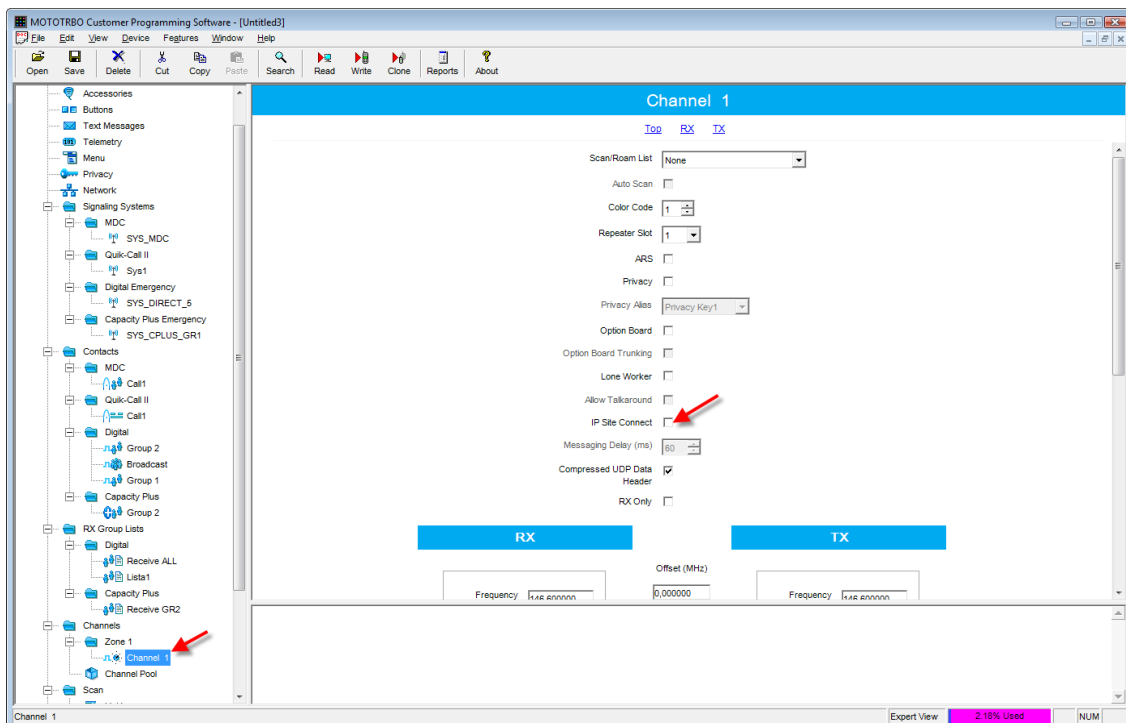 MOTOTRBO Customer Programming Software - [Untitled3]
File Edit View Device Features Window Help
Open Save Delete Cut Copy Paste Search Read Write Clone Reports About
Accessories
Buttons
Text Messages
Telemetry
Menu
Privacy
Network
Signaling Systems
MDC
SYS_MDC
Quik-Call II
Sys1
Digital Emergency
SYS_DIRECT_5
Capacity Plus Emergency
SYS_CPLUS_GR1
Contacts
MDC
Call1
Quik-Call II
Call1
Digital
Group 2
Broadcast
Group 1
Capacity Plus
Group 2
RX Group Lists
Digital
Receive ALL
Lista1
Capacity Plus
Receive GR2
Channels
Zone 1
Channel 1
Channel Pool
Scan
Channel 1
Top RX TX
Scan/Roam List None
Auto Scan
Color Code 1
Repeater Slot 1
ARS
Privacy
Privacy Alias Privacy Key1
Option Board
Option Board Trunking
Lone Worker
Allow Talkaround
IP Site Connect
Messaging Delay (ms) 60
Compressed UDP Data
Header
RX Only
RX TX
Offset (MHz)
Frequency 146,600000 0,000000 Frequency 146,600000
Channel 1 Expert View 2.16% Used NUM